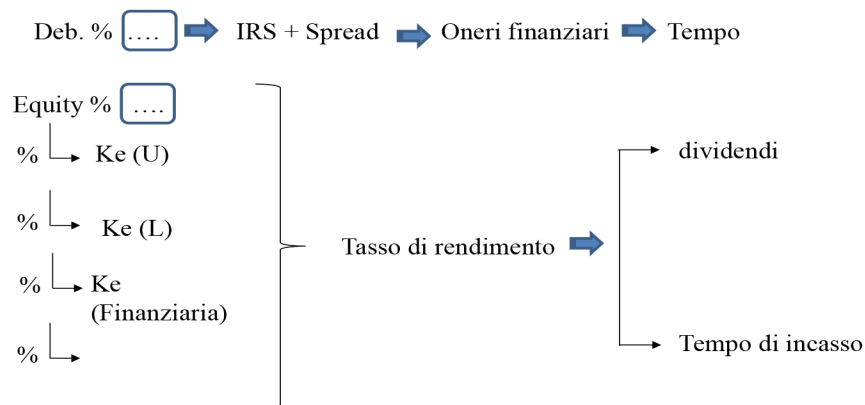 Deb. % .... IRS + Spread Oneri finanziari Tempo
Equity % ....
% Ke (U)
dividendi
% Ke (L)
Tasso di rendimento
% Ke
(Finanziaria)
Tempo di incasso
%